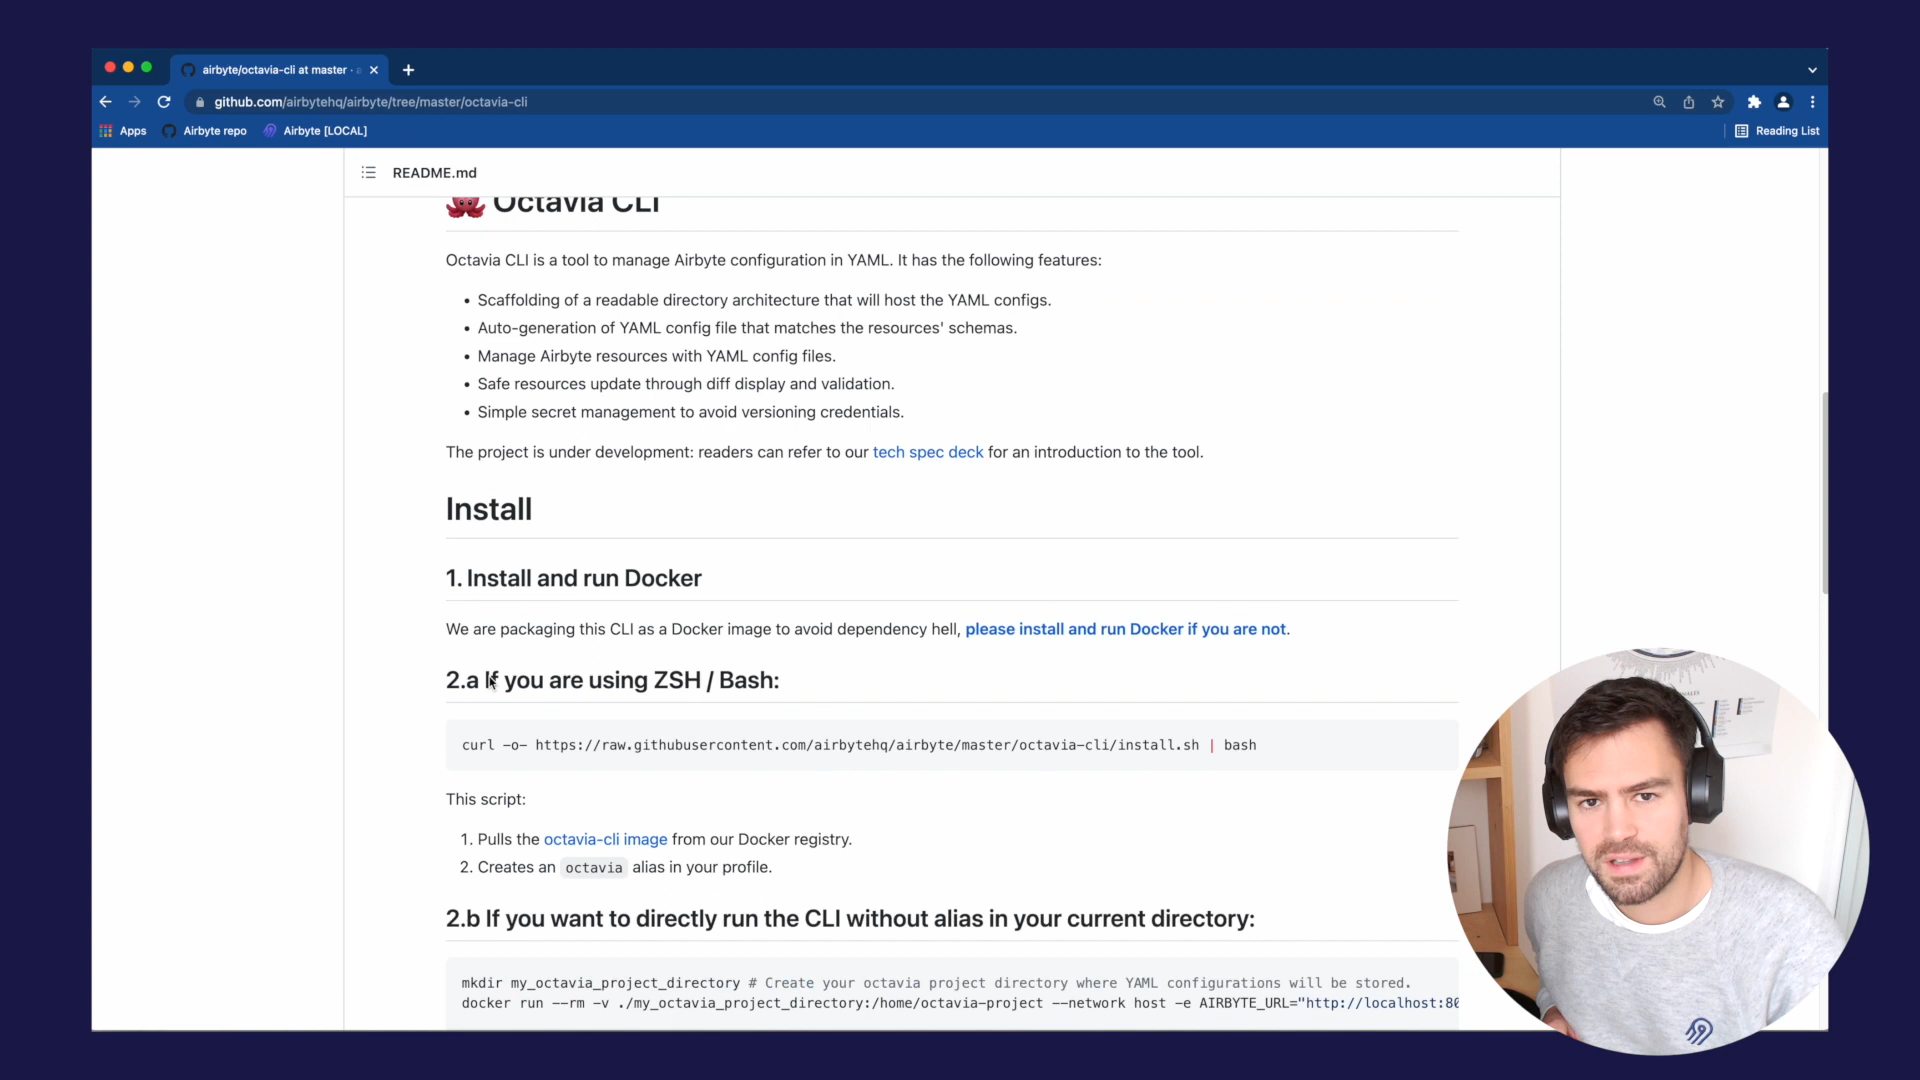 airbyte/octavia-cli at master ·
github.com/airbytehq/airbyte/tree/master/octavia-cli
Apps Airbyte repo Airbyte [LOCAL] Reading List
README.md
Octavia CLI
Octavia CLI is a tool to manage Airbyte configuration in YAML. It has the following features:
• Scaffolding of a readable directory architecture that will host the YAML configs.
• Auto-generation of YAML config file that matches the resources' schemas.
• Manage Airbyte resources with YAML config files.
• Safe resources update through diff display and validation.
• Simple secret management to avoid versioning credentials.
The project is under development: readers can refer to our tech spec deck for an introduction to the tool.
Install
1. Install and run Docker
We are packaging this CLI as a Docker image to avoid dependency hell, please install and run Docker if you are not.
2.a If you are using ZSH / Bash:
curl -o- https://raw.githubusercontent.com/airbytehq/airbyte/master/octavia-cli/install.sh | bash
This script:
1. Pulls the octavia-cli image from our Docker registry.
2. Creates an octavia alias in your profile.
2.b If you want to directly run the CLI without alias in your current directory:
mkdir my_octavia_project_directory # Create your octavia project directory where YAML configurations will be stored.
docker run --rm -v ./my_octavia_project_directory:/home/octavia-project --network host -e AIRBYTE_URL="http://localhost:80